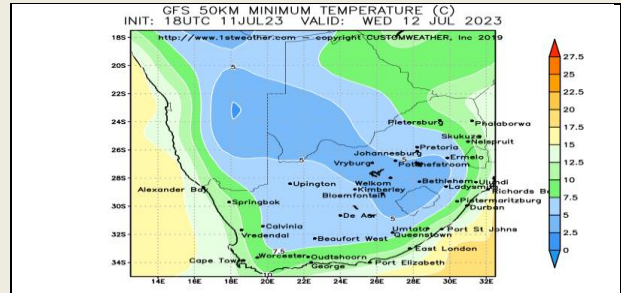 GFS 50KM MINIMUM TEMPERATURE (C)
INIT: 18UTC 11JUL23 VALID: WED 12 JUL 2023
http://www.1stweather.com — copyright CUSTOMWEATHER, Inc 2019
18S
20S
22S
24S
26S
28S
30S
32S
34S
5
Pietersburg
Phalaborwa
Skukuza
Nelspruit
Pretoria
Johannesburg
Ermelo
5
Vryburg
Potchefstroom
5
Upington
Welkom
Bethlehem
Ulundi
Kimberley
Ladysmith
Alexander Bay
Richards Ba
Bloemfontein
Springbok
Pietermaritzburg
Durban
De Aar
5
Calvinia
Umtata
Port St Johns
Vredendal
Beaufort West
Queenstown
East London
7.5
Worcester
Oudtshoorn
Cape Town
George
Port Elizabeth
10
14E 16E 18E 20E 22E 24E 26E 28E 30E 32E
27.5
25
22.5
20
17.5
15
12.5
10
7.5
5
2.5
0